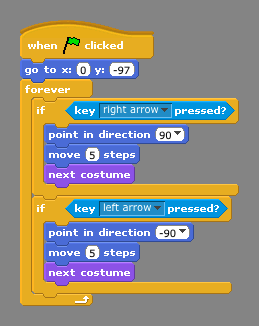 when clicked
go to x: 0 y: -97
forever
if key right arrow pressed?
point in direction 90
move 5 steps
next costume
if key left arrow pressed?
point in direction -90
move 5 steps
next costume